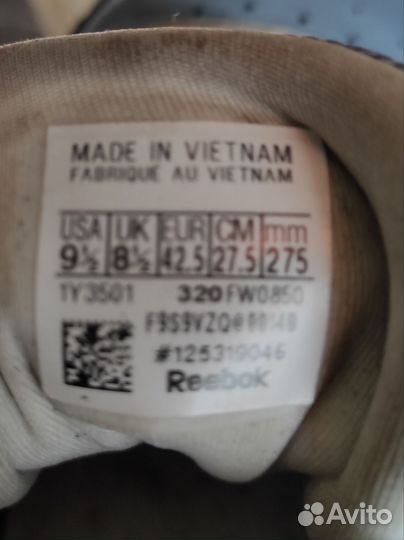 MADE IN VIETNAM
FABRIQUÉ AU VIETNAM
USA UK EUR CM mm
9½ 8½ 42.5 27.5 275
1Y3501 320 FW0850
#125319046
Reebok
Avito